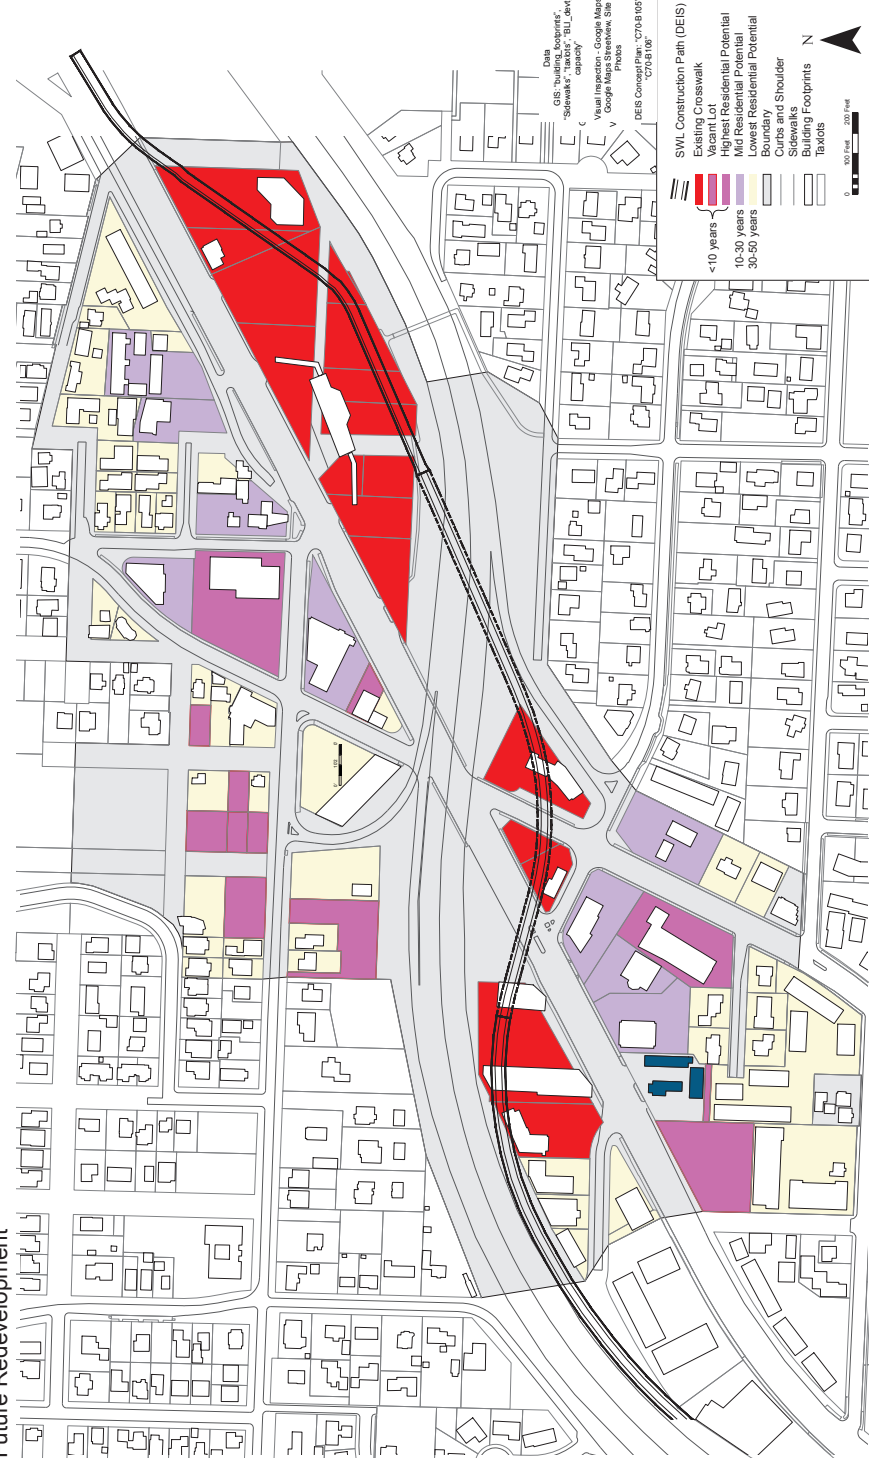 Future Redevelopment
Data
GIS: "building_footprints",
"Sidewalks", "taxlots", "BLI_devt
capacity"
Visual Inspection - Google Maps
Google Maps Streetview, Site
Photos
DEIS Concept Plan: "C70-B105"
"C70-B106"
SWL Construction Path (DEIS)
Existing Crosswalk
Vacant Lot
<10 years
Highest Residential Potential
10-30 years
Mid Residential Potential
30-50 years
Lowest Residential Potential
Boundary
Curbs and Shoulder
Sidewalks
Building Footprints
Taxlots
N
0 100 Feet 200 Feet